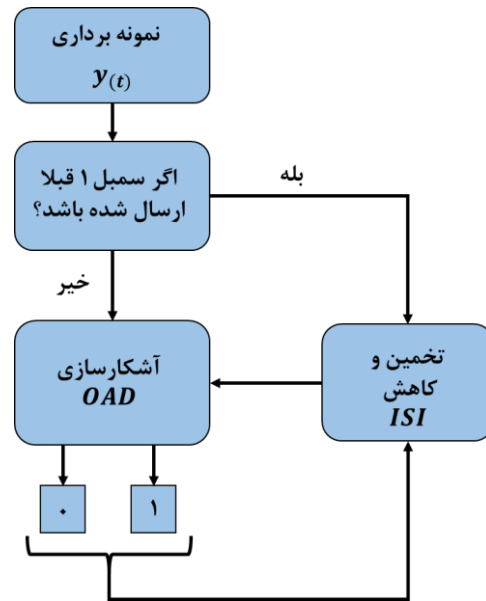 نمونه برداری
y(t)
اگر سمبل ۱ قبلا
ارسال شده باشد؟
بله
خیر
آشکارسازی
OAD
تخمین و
کاهش
ISI
۰
۱